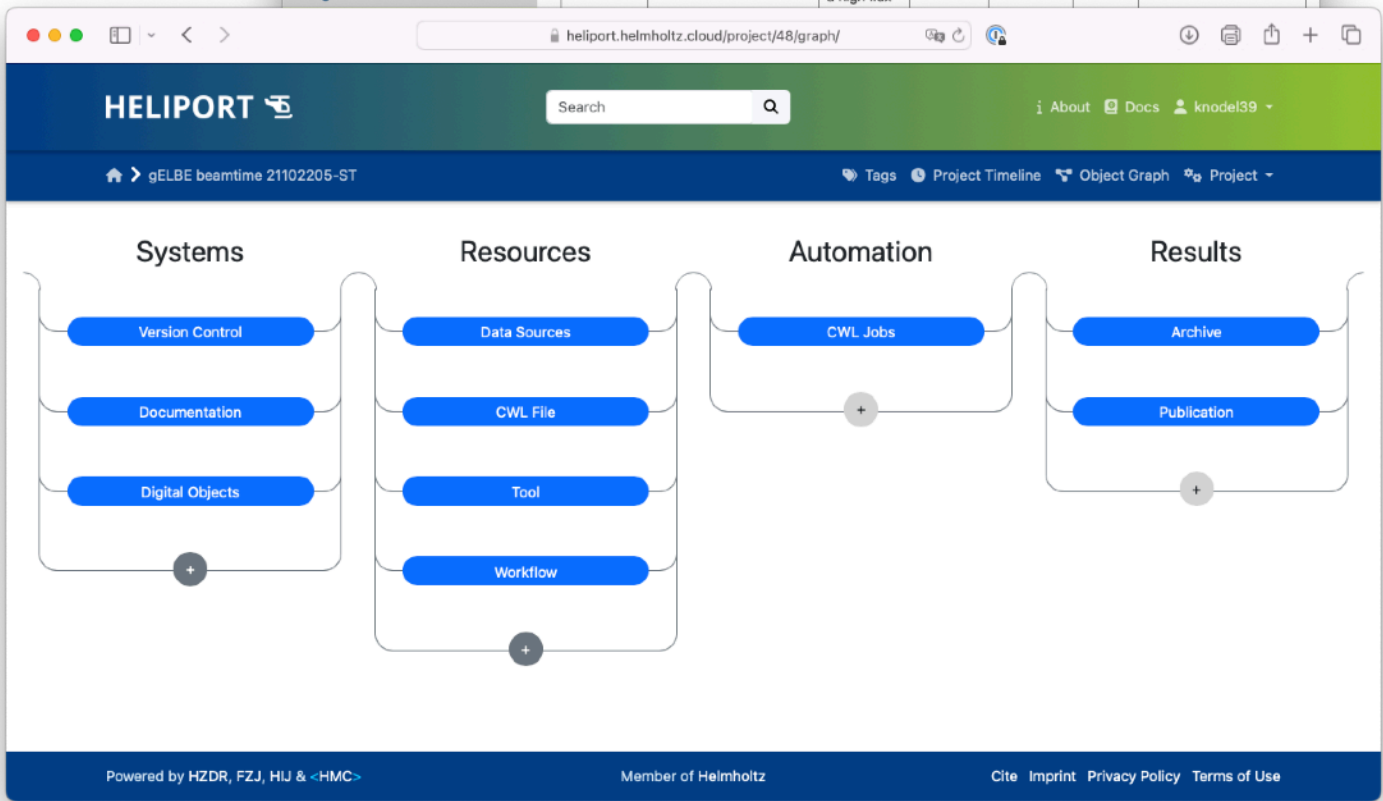 heliport.helmholtz.cloud/project/48/graph/
HELIPORT
Search
i About Docs knodel39
gELBE beamtime 21102205-ST
Tags Project Timeline Object Graph Project
Systems Resources Automation Results
Version Control Data Sources CWL Jobs Archive
Documentation CWL File + Publication
Digital Objects Tool +
+ Workflow
+
Powered by HZDR, FZJ, HIJ & <HMC> Member of Helmholtz Cite Imprint Privacy Policy Terms of Use